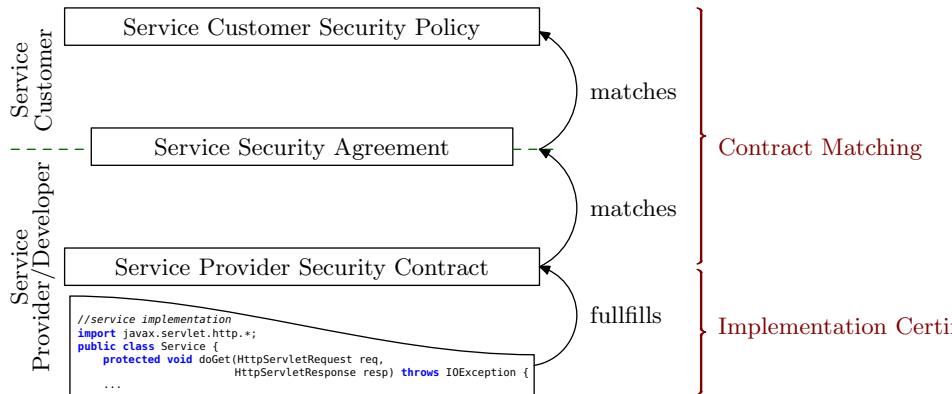 Service Customer Security Policy
Service
Customer
matches
Service Security Agreement
Contract Matching
Service
Provider/Developer
matches
Service Provider Security Contract
fullfills
Implementation Certi
//service implementation
import javax.servlet.http.*;
public class Service {
protected void doGet(HttpServletRequest req,
HttpServletResponse resp) throws IOException {
...